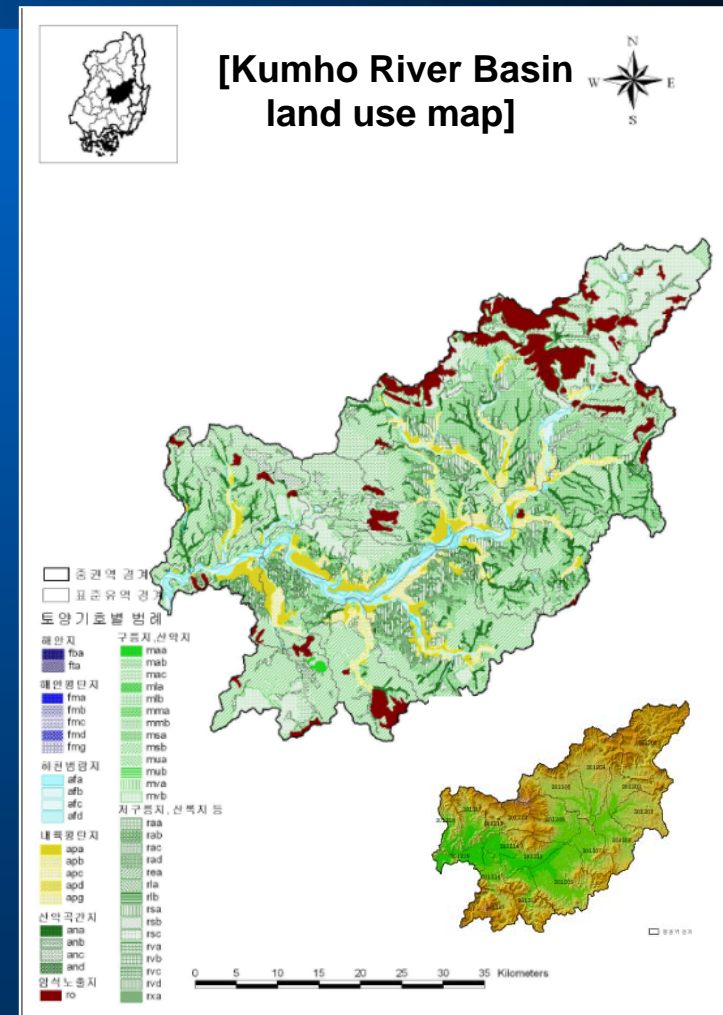 [Kumho River Basin
land use map]
N
W E
S
중권역 경계
표준유역 경계
토양기호별 범례
해안지
fba
fta
해안평탄지
fma
fmb
fmc
fmd
fmg
하천범람지
afa
afb
afc
afd
내륙평탄지
apa
apb
apc
apd
apg
산악곡간지
ana
anb
anc
and
암석노출지
ro
구릉지,산악지
maa
mab
mac
mla
mlb
mma
mmb
msa
msb
mua
mub
mva
mvb
저구릉지,산록지 등
raa
rab
rac
rad
rea
rla
rlb
rsa
rsb
rsc
rva
rvb
rvc
rvd
rxa
0 5 10 15 20 25 30 35 Kilometers